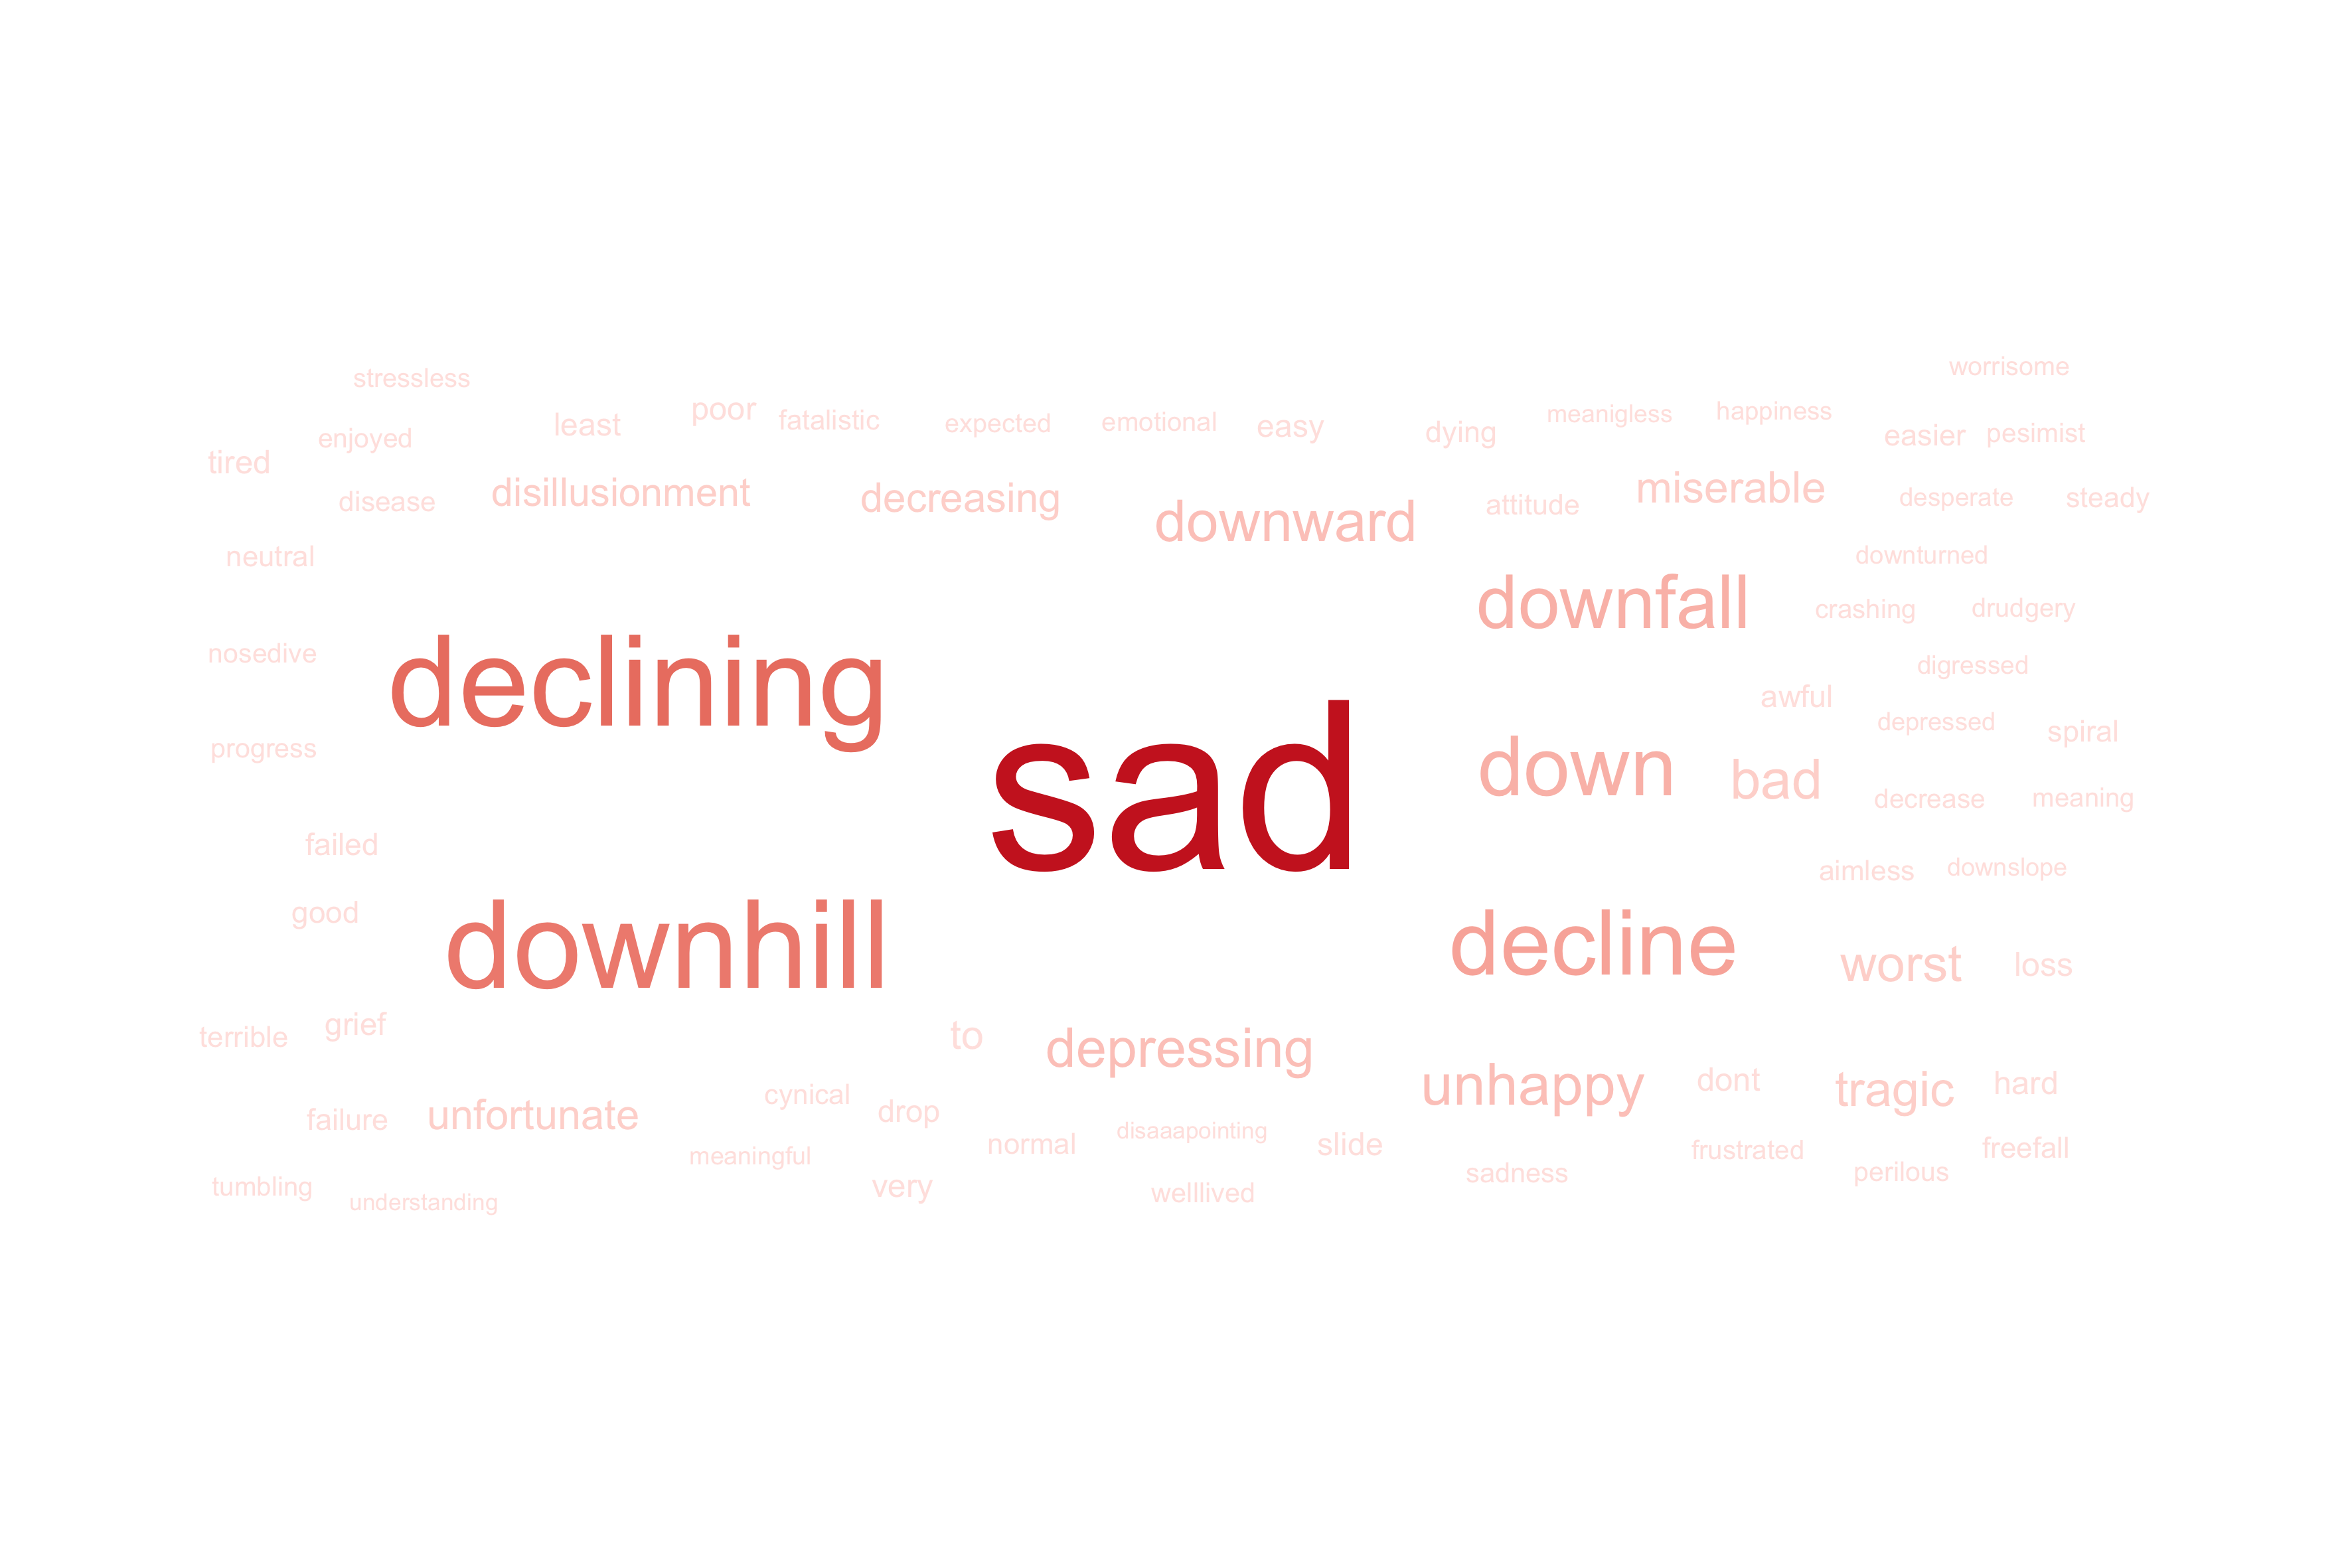 worrisome
stressless
poor
happiness
meanigless
fatalistic
emotional
expected
least
easy
dying
pesimist
easier
enjoyed
tired
miserable
disillusionment
decreasing
desperate
steady
disease
attitude
downward
downturned
neutral
downfall
crashing
drudgery
nosedive
digressed
declining
awful
depressed
spiral
progress
down
bad
sad
decrease
meaning
failed
downslope
aimless
good
downhill
decline
worst
loss
grief
terrible
to
depressing
dont
hard
unhappy
tragic
cynical
drop
unfortunate
failure
disaaapointing
normal
slide
freefall
frustrated
meaningful
perilous
sadness
tumbling
very
welllived
understanding